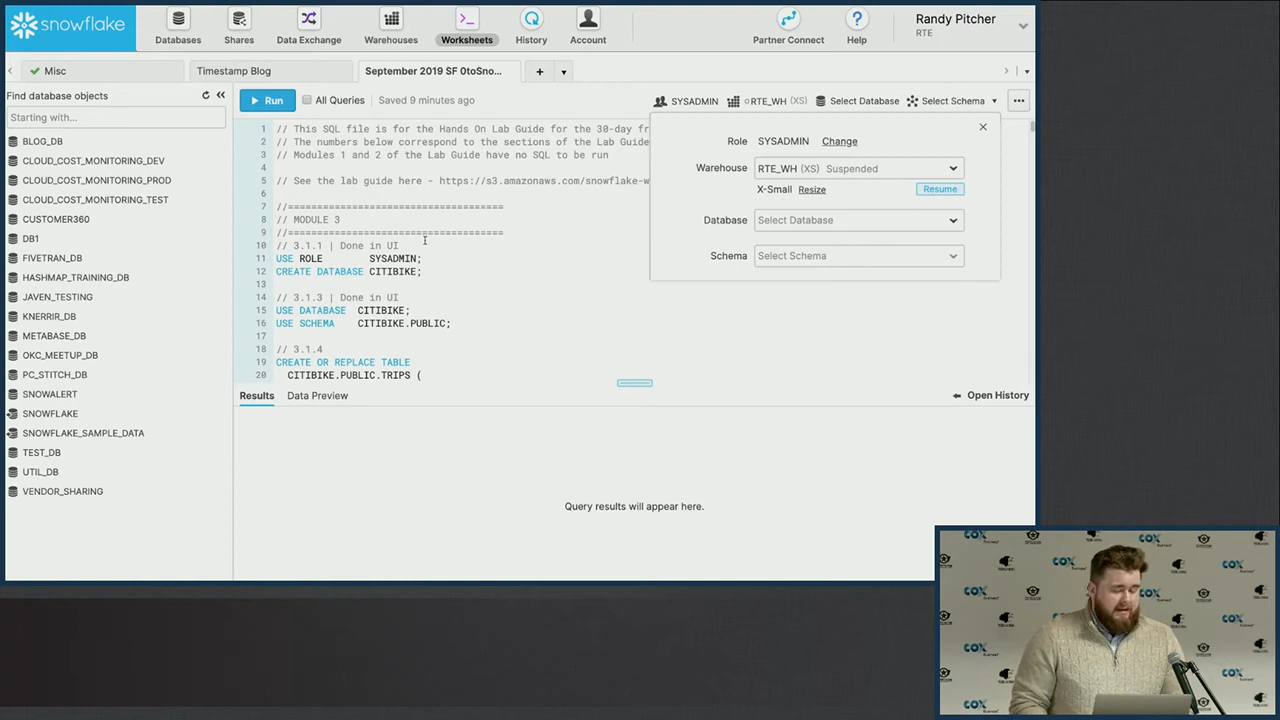 snowflake
Databases
Shares
Data Exchange
Warehouses
Worksheets
History
Account
Partner Connect
Help
Randy Pitcher
RTE
Misc
Timestamp Blog
September 2019 SF 0toSno...
Find database objects
Starting with...
BLOG_DB
CLOUD_COST_MONITORING_DEV
CLOUD_COST_MONITORING_PROD
CLOUD_COST_MONITORING_TEST
CUSTOMER360
DB1
FIVETRAN_DB
HASHMAP_TRAINING_DB
JAVEN_TESTING
KNERRIR_DB
METABASE_DB
OKC_MEETUP_DB
PC_STITCH_DB
SNOWALERT
SNOWFLAKE
SNOWFLAKE_SAMPLE_DATA
TEST_DB
UTIL_DB
VENDOR_SHARING
Run
All Queries
Saved 9 minutes ago
SYSADMIN
RTE_WH (XS)
Select Database
Select Schema
1 // This SQL file is for the Hands On Lab Guide for the 30-day fr
2 // The numbers below correspond to the sections of the Lab Guide
3 // Modules 1 and 2 of the Lab Guide have no SQL to be run
4
5 // See the lab guide here - https://s3.amazonaws.com/snowflake-w
6
7 //=====================================
8 // MODULE 3
9 //=====================================
10 // 3.1.1 | Done in UI
11 USE ROLE SYSADMIN;
12 CREATE DATABASE CITIBIKE;
13
14 // 3.1.3 | Done in UI
15 USE DATABASE CITIBIKE;
16 USE SCHEMA CITIBIKE.PUBLIC;
17
18 // 3.1.4
19 CREATE OR REPLACE TABLE
20 CITIBIKE.PUBLIC.TRIPS (
Role SYSADMIN Change
Warehouse RTE_WH (XS) Suspended
X-Small Resize Resume
Database Select Database
Schema Select Schema
Results
Data Preview
Open History
Query results will appear here.
COX
COX
COX
COX
COX
COX
COX